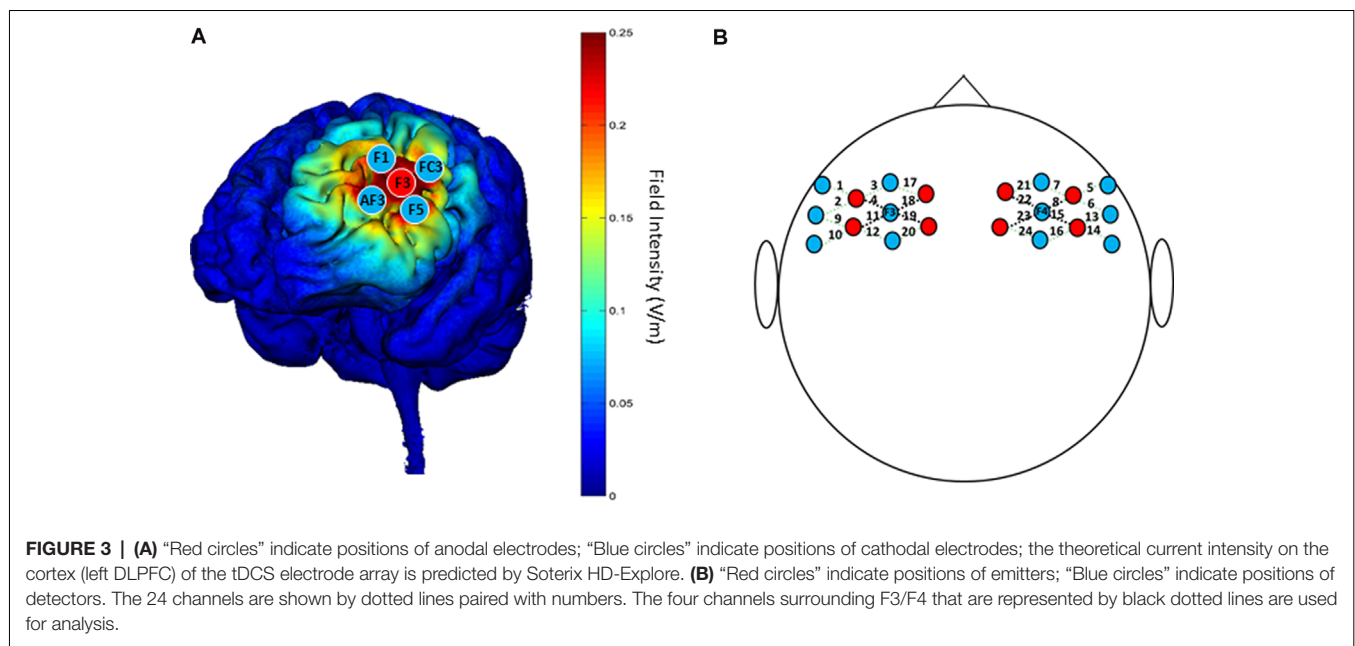 A
B
F1
FC3
F3
AF3
F5
0.25
0.2
0.15
0.1
0.05
0
Field Intensity (V/m)
1 3 17 21 7 5
2 4 18 22 8 6
9 11 F3 19 23 F4 15 13
10 12 20 24 16 14
FIGURE 3 | (A) “Red circles” indicate positions of anodal electrodes; “Blue circles” indicate positions of cathodal electrodes; the theoretical current intensity on the
cortex (left DLPFC) of the tDCS electrode array is predicted by Soterix HD-Explore. (B) “Red circles” indicate positions of emitters; “Blue circles” indicate positions of
detectors. The 24 channels are shown by dotted lines paired with numbers. The four channels surrounding F3/F4 that are represented by black dotted lines are used
for analysis.